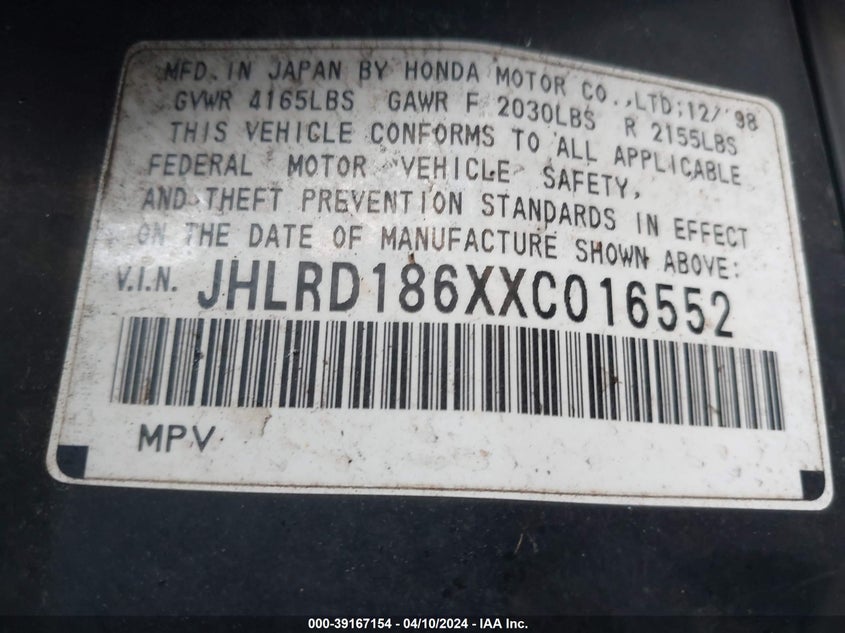 MFD. IN JAPAN BY HONDA MOTOR CO.,LTD;12/'98
GVWR 4165LBS GAWR F 2030LBS R 2155LBS
THIS VEHICLE CONFORMS TO ALL APPLICABLE
FEDERAL MOTOR VEHICLE SAFETY,
AND THEFT PREVENTION STANDARDS IN EFFECT
ON THE DATE OF MANUFACTURE SHOWN ABOVE:
V.I.N. JHLRD186XXC016552
MPV
000-39167154 - 04/10/2024 - IAA Inc.